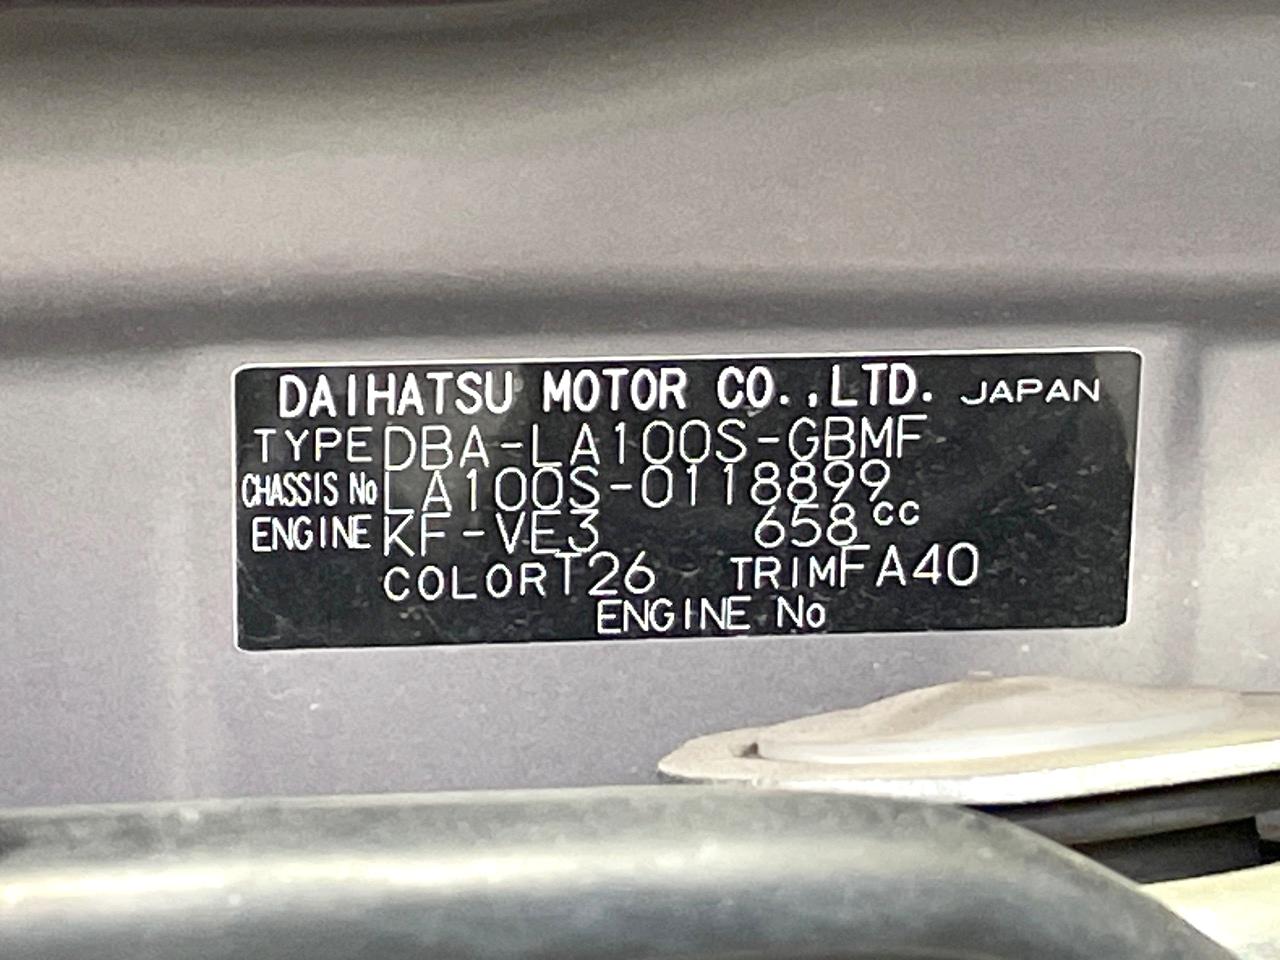 DAIHATSU MOTOR CO.,LTD. JAPAN
TYPE DBA-LA100S-GBMF
CHASSIS No LA100S-0118899
ENGINE KF-VE3 658cc
COLOR T26 TRIM FA40
ENGINE No